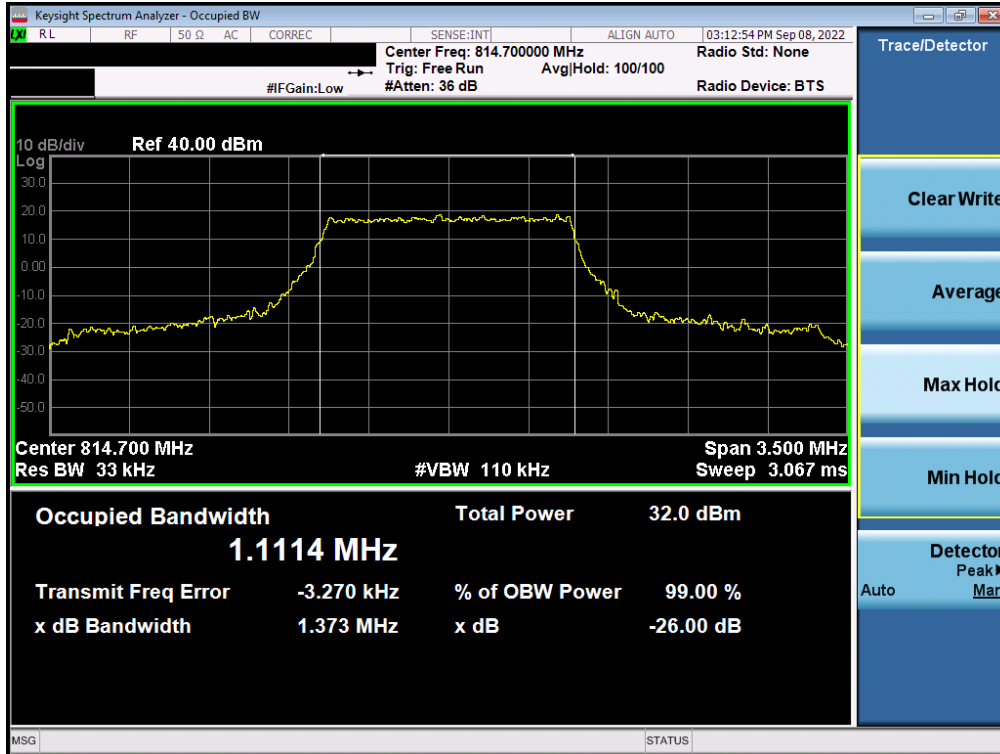 Keysight Spectrum Analyzer - Occupied BW
LXI RL RF 50 Ω AC CORREC SENSE:INT ALIGN AUTO 03:12:54 PM Sep 08, 2022
Center Freq: 814.700000 MHz Radio Std: None
Trig: Free Run Avg|Hold: 100/100
#IFGain:Low #Atten: 36 dB Radio Device: BTS
10 dB/div Ref 40.00 dBm
Log
30.0
20.0
10.0
0.00
-10.0
-20.0
-30.0
-40.0
-50.0
Center 814.700 MHz Span 3.500 MHz
Res BW 33 kHz #VBW 110 kHz Sweep 3.067 ms
Occupied Bandwidth Total Power 32.0 dBm
1.1114 MHz
Transmit Freq Error -3.270 kHz % of OBW Power 99.00 %
x dB Bandwidth 1.373 MHz x dB -26.00 dB
Trace/Detector
Clear Write
Average
Max Hold
Min Hold
Detector
Peak
Auto Man
MSG STATUS